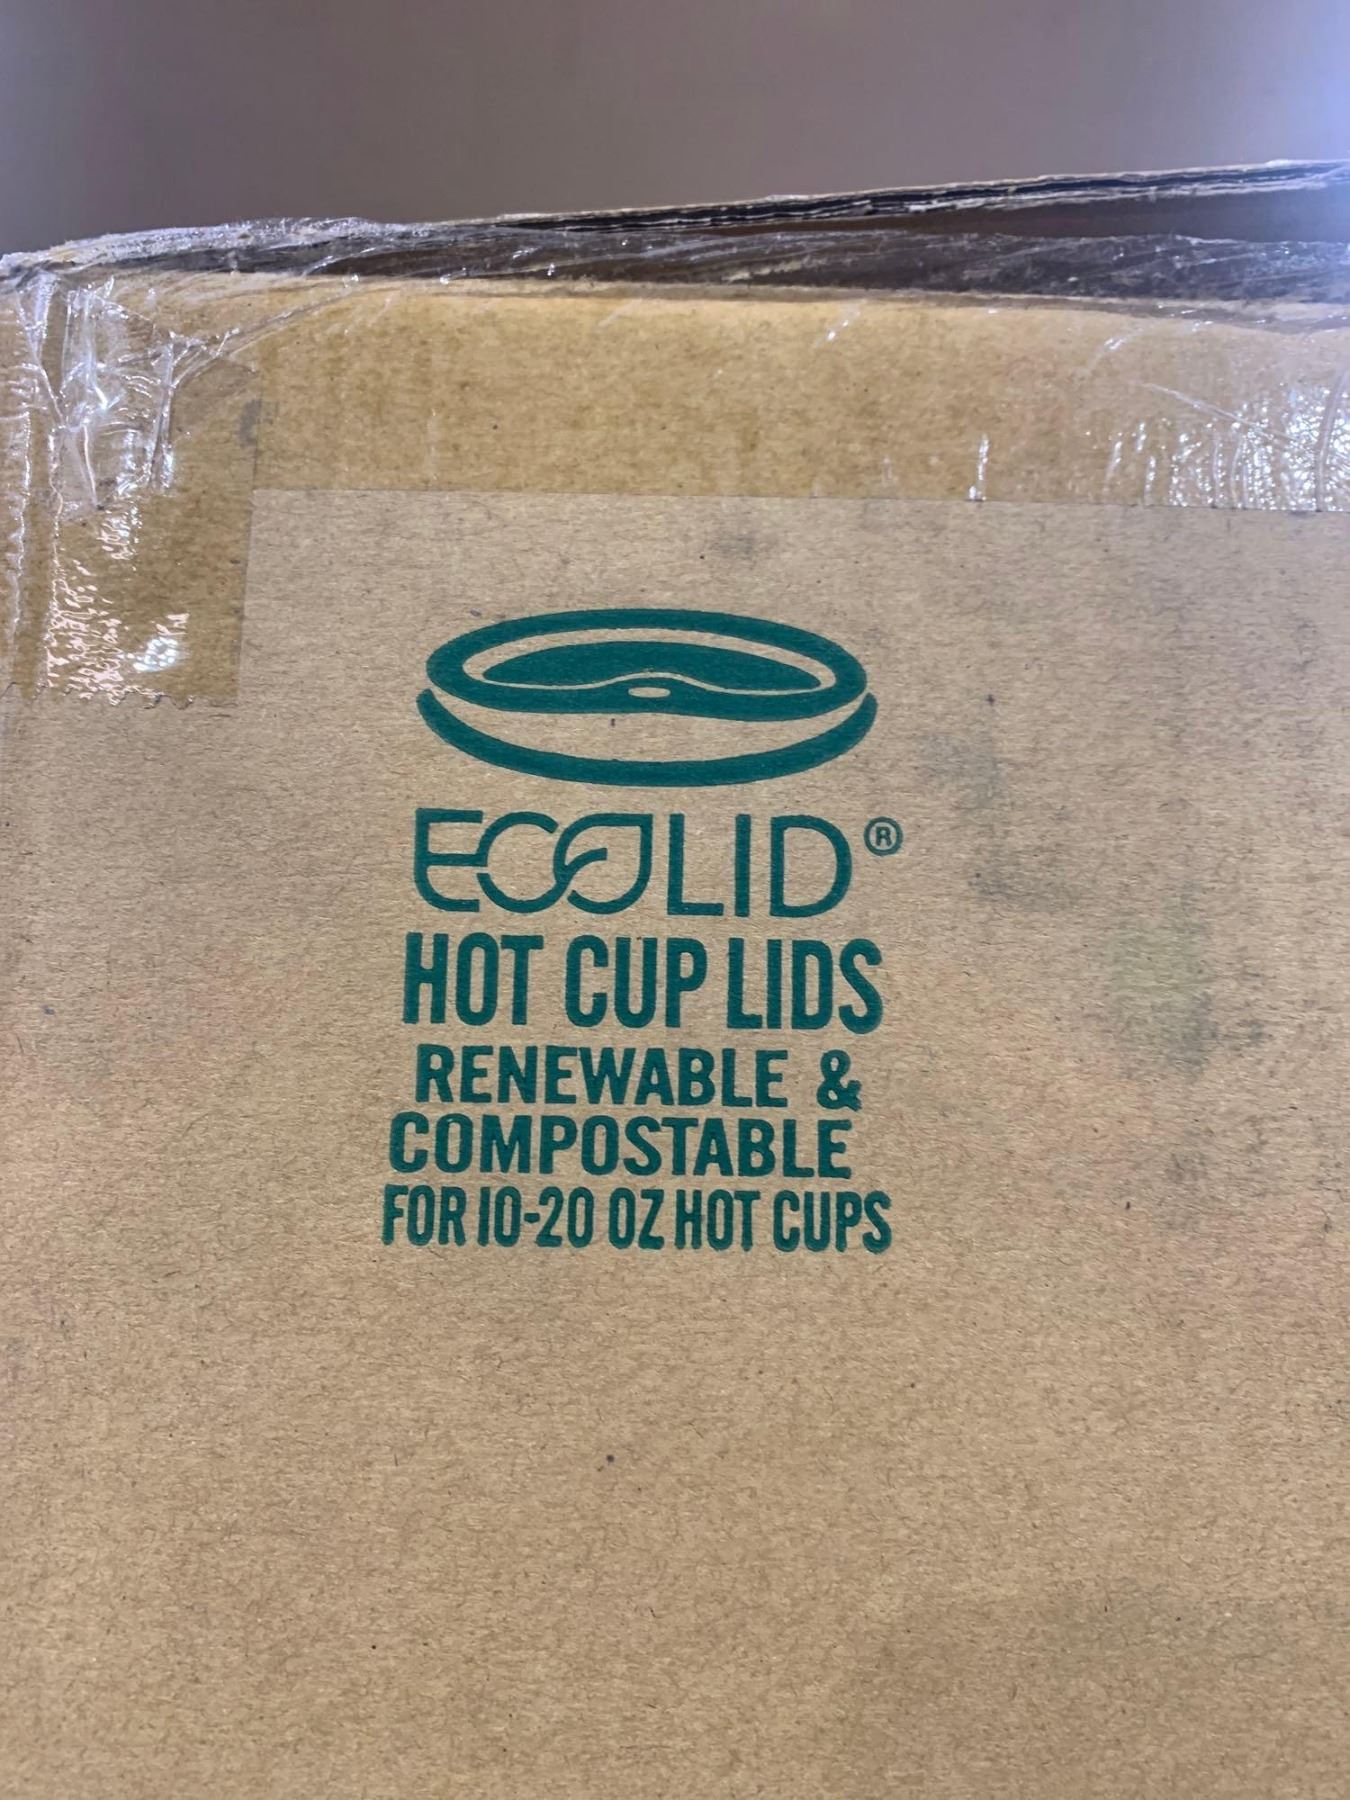 ECOLID®
HOT CUP LIDS
RENEWABLE &
COMPOSTABLE
FOR 10-20 OZ HOT CUPS